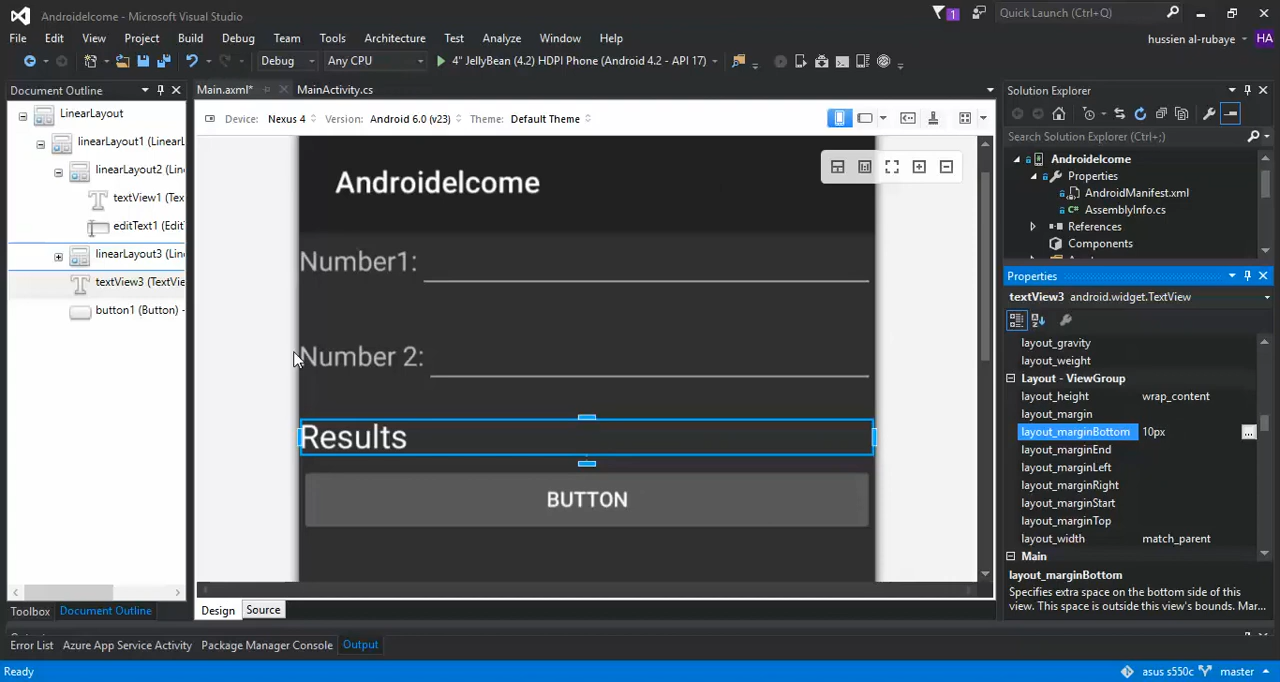 Androidelcome - Microsoft Visual Studio
1
Quick Launch (Ctrl+Q)
File Edit View Project Build Debug Team Tools Architecture Test Analyze Window Help
hussien al-rubaye HA
Debug Any CPU 4" JellyBean (4.2) HDPI Phone (Android 4.2 - API 17)
Document Outline
Main.axml* MainActivity.cs
Solution Explorer
LinearLayout
linearLayout1 (LinearL
linearLayout2 (Lin
textView1 (Tex
editText1 (Edit
linearLayout3 (Lin
textView3 (TextVie
button1 (Button) -
Device: Nexus 4 Version: Android 6.0 (v23) Theme: Default Theme
Androidelcome
Number1:
Number 2:
Results
BUTTON
Search Solution Explorer (Ctrl+;)
Androidelcome
Properties
AndroidManifest.xml
AssemblyInfo.cs
References
Components
Properties
textView3 android.widget.TextView
layout_gravity
layout_weight
Layout - ViewGroup
layout_height wrap_content
layout_margin
layout_marginBottom 10px ...
layout_marginEnd
layout_marginLeft
layout_marginRight
layout_marginStart
layout_marginTop
layout_width match_parent
Main
layout_marginBottom
Specifies extra space on the bottom side of this
view. This space is outside this view's bounds. Mar...
Toolbox Document Outline
Design Source
Error List Azure App Service Activity Package Manager Console Output
Ready
asus s550c master